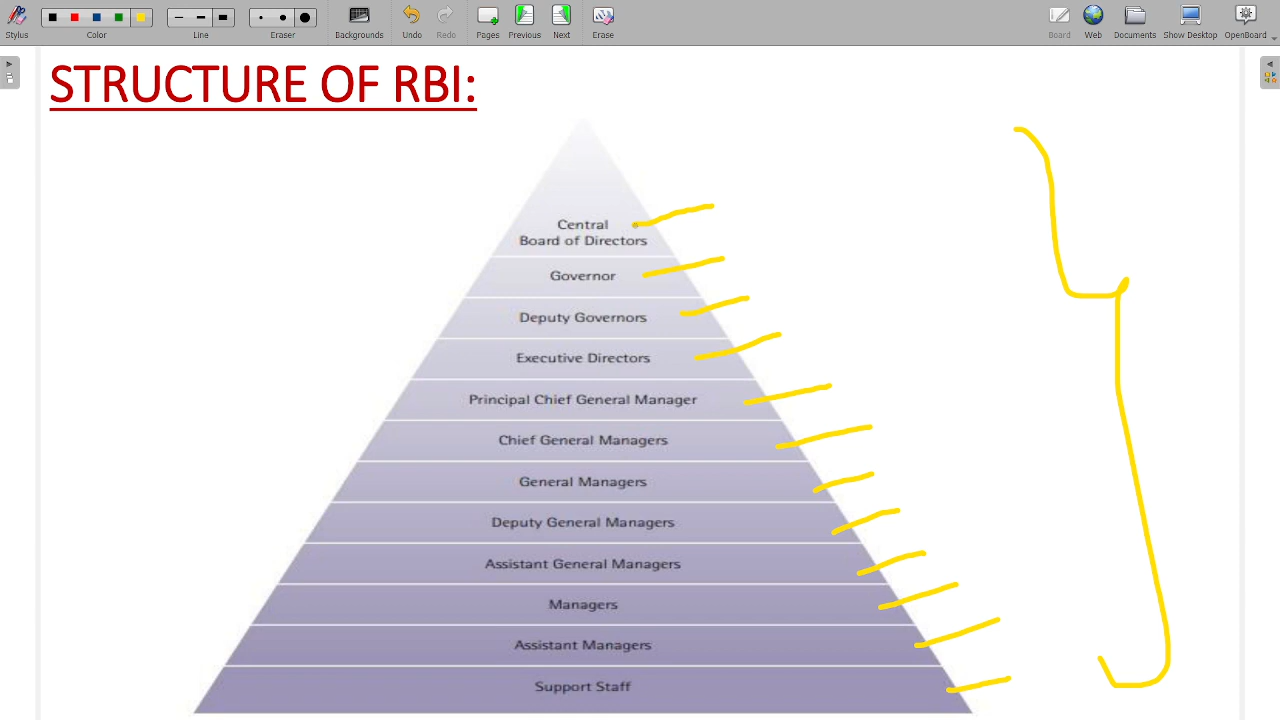 Stylus
Color
Line
Eraser
Backgrounds
Undo
Redo
Pages
Previous
Next
Erase
Board
Web
Documents
Show Desktop
OpenBoard
STRUCTURE OF RBI:
Central
Board of Directors
Governor
Deputy Governors
Executive Directors
Principal Chief General Manager
Chief General Managers
General Managers
Deputy General Managers
Assistant General Managers
Managers
Assistant Managers
Support Staff